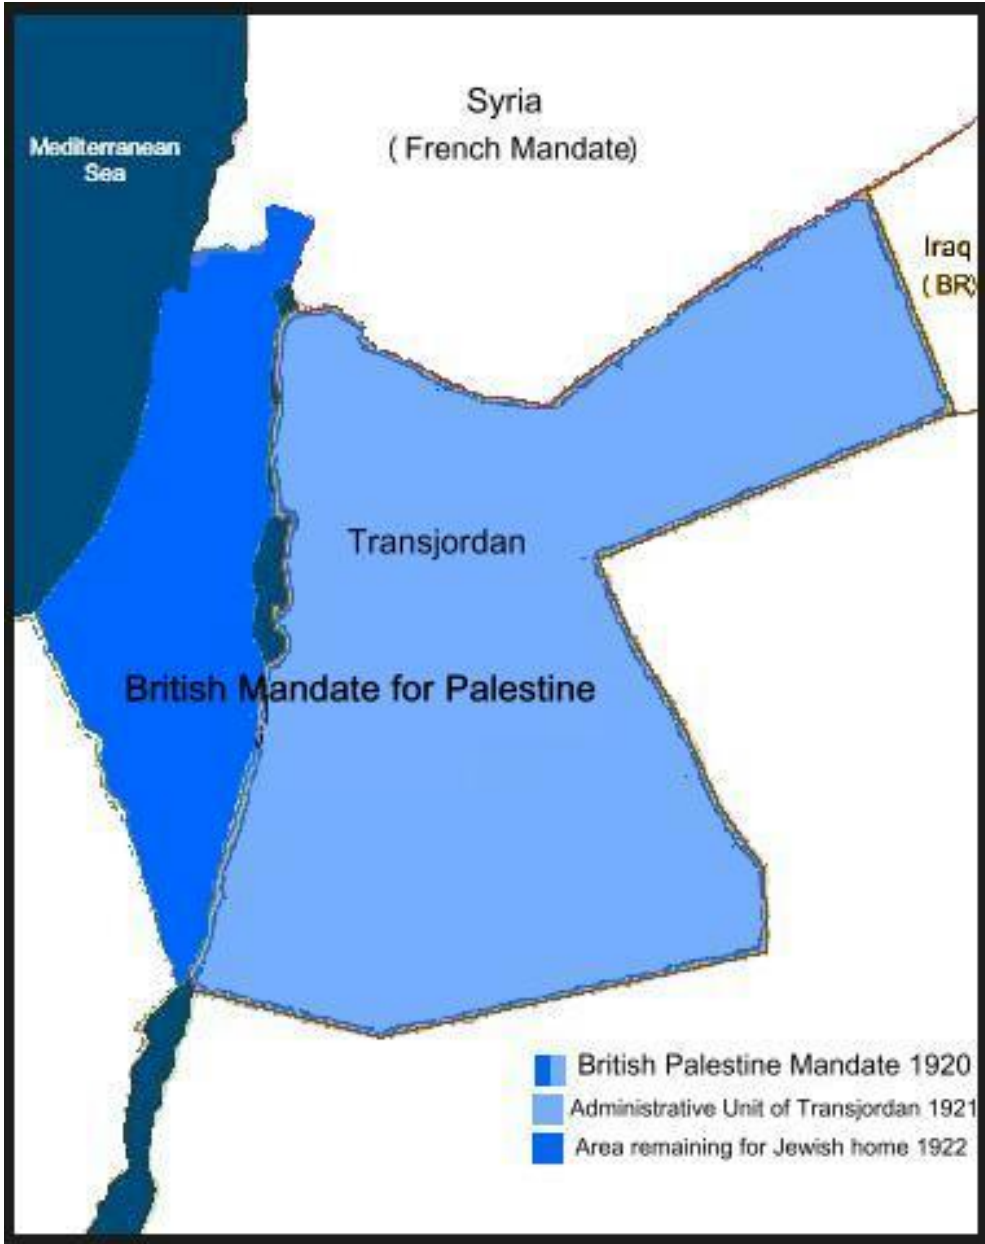 Syria
( French Mandate)
Mediterranean
Sea
Iraq
( BR)
Transjordan
British Mandate for Palestine
British Palestine Mandate 1920
Administrative Unit of Transjordan 1921
Area remaining for Jewish home 1922